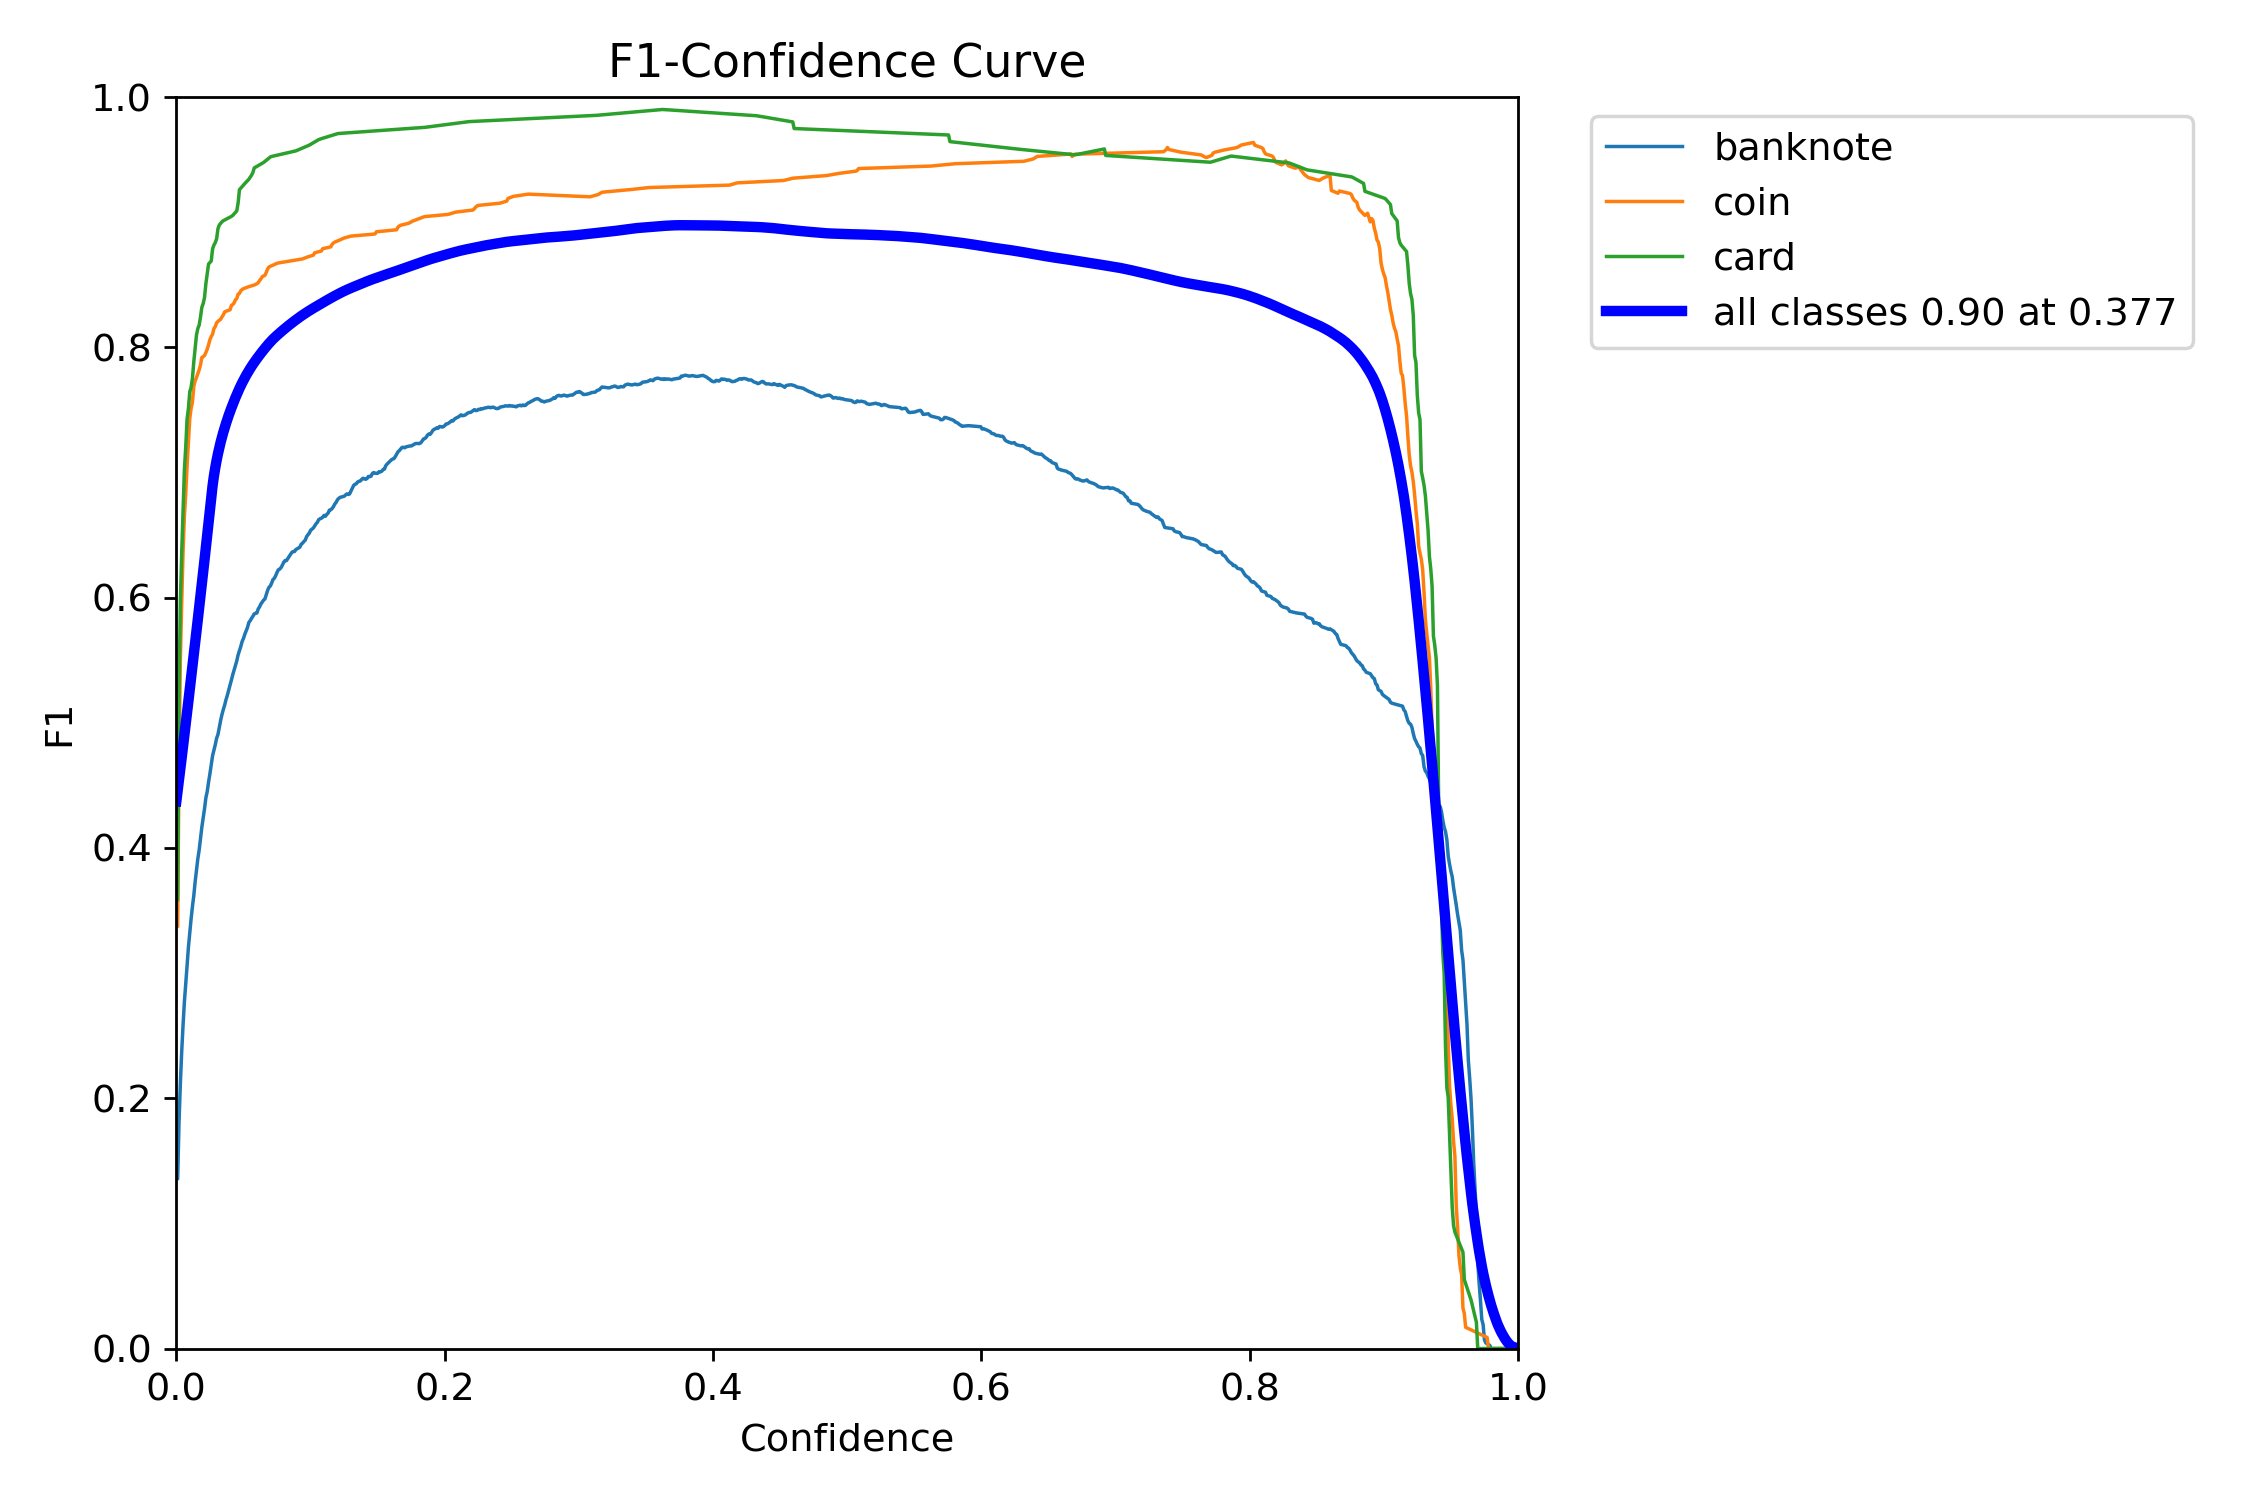 F1-Confidence Curve
1.0
0.8
0.6
0.4
0.2
0.0
F1
0.0 0.2 0.4 0.6 0.8 1.0
Confidence
banknote
coin
card
all classes 0.90 at 0.377